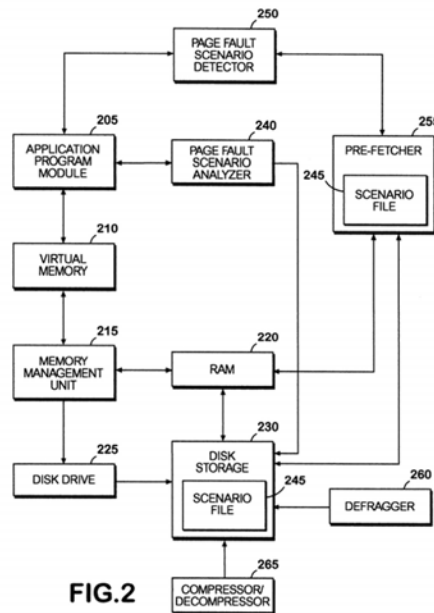 250
PAGE FAULT
SCENARIO
DETECTOR
205
APPLICATION
PROGRAM
MODULE
240
PAGE FAULT
SCENARIO
ANALYZER
255
PRE-FETCHER
245
SCENARIO
FILE
210
VIRTUAL
MEMORY
215
MEMORY
MANAGEMENT
UNIT
220
RAM
225
DISK DRIVE
230
DISK
STORAGE
245
SCENARIO
FILE
260
DEFRAGGER
265
COMPRESSOR/
DECOMPRESSOR
FIG.2